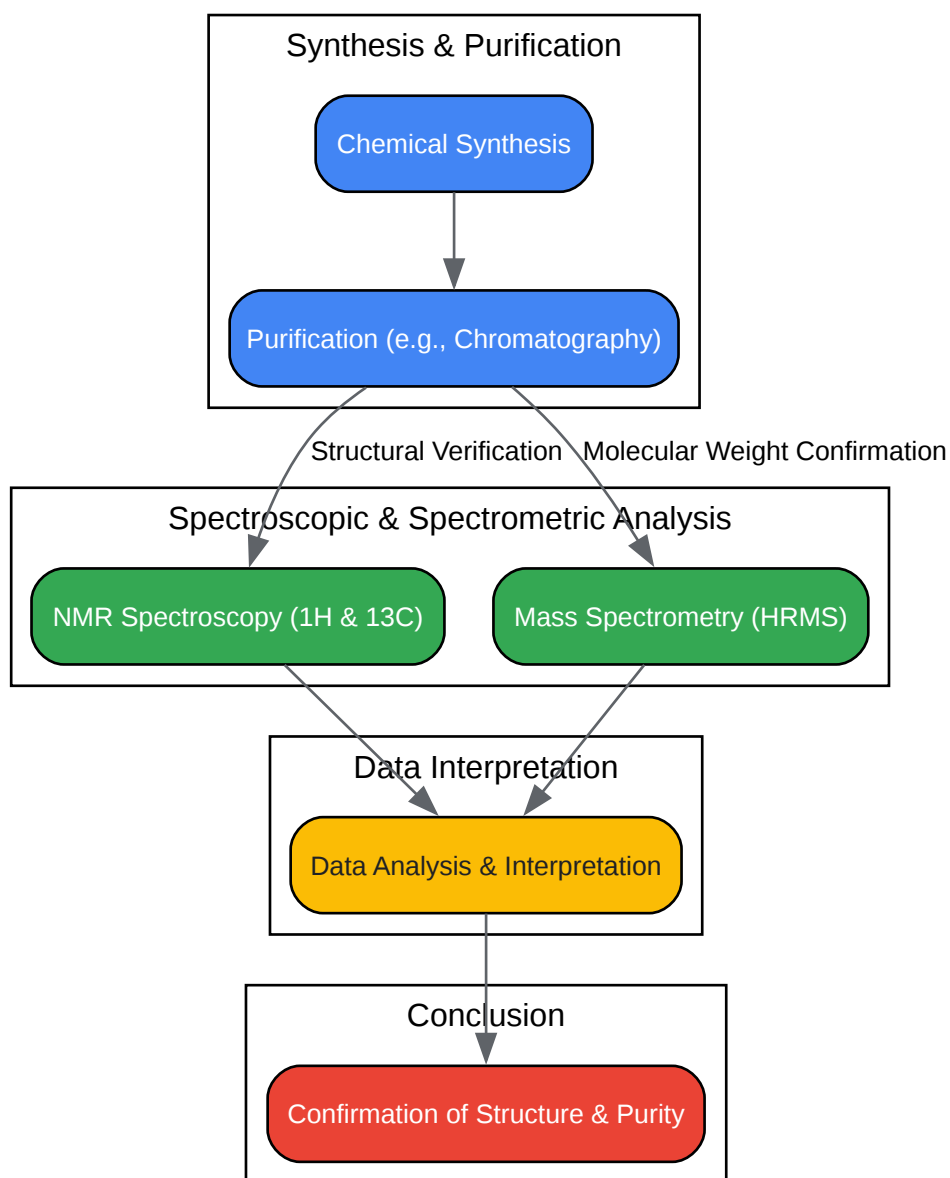 Synthesis & Purification
Chemical Synthesis
Purification (e.g., Chromatography)
Structural Verification
Molecular Weight Confirmation
Spectroscopic & Spectrometric Analysis
NMR Spectroscopy (1H & 13C)
Mass Spectrometry (HRMS)
Data Interpretation
Data Analysis & Interpretation
Conclusion
Confirmation of Structure & Purity